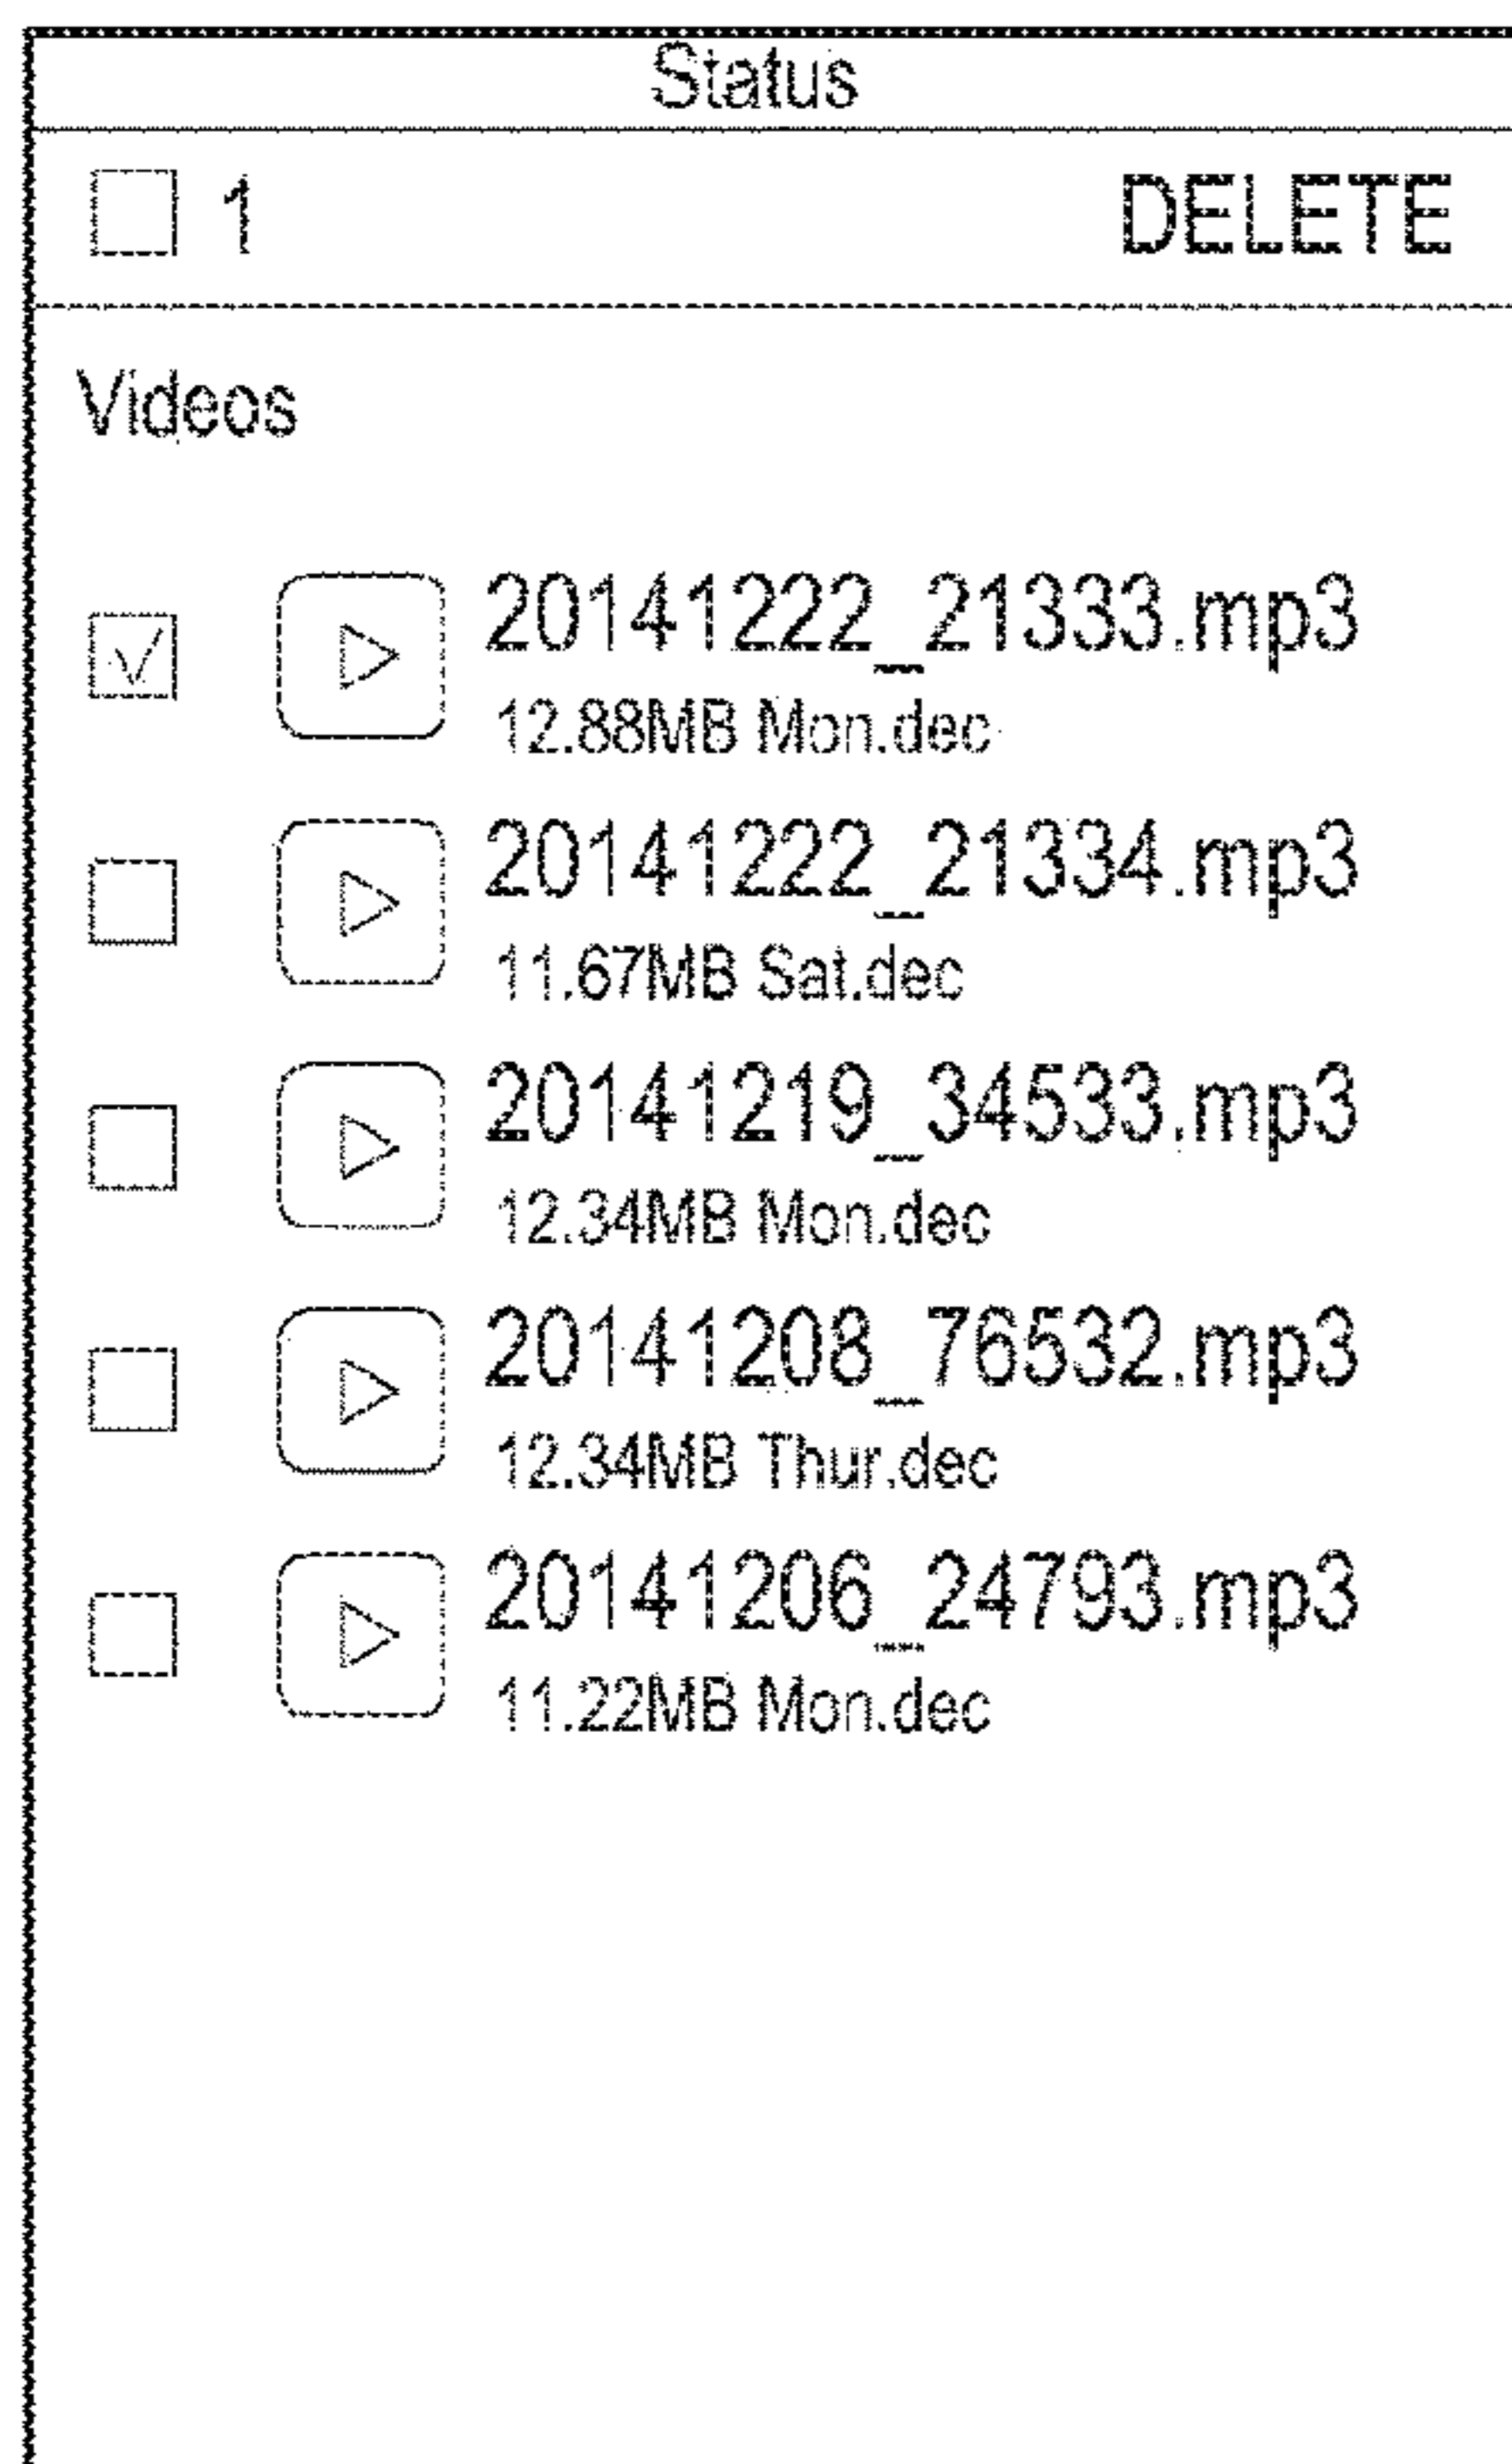 Status
1 DELETE
Videos
20141222_21333.mp3
12.88MB Mon.dec
20141222_21334.mp3
11.67MB Sat.dec
20141219_34533.mp3
12.34MB Mon.dec
20141208_76532.mp3
12.34MB Thur.dec
20141206_24793.mp3
11.22MB Mon.dec